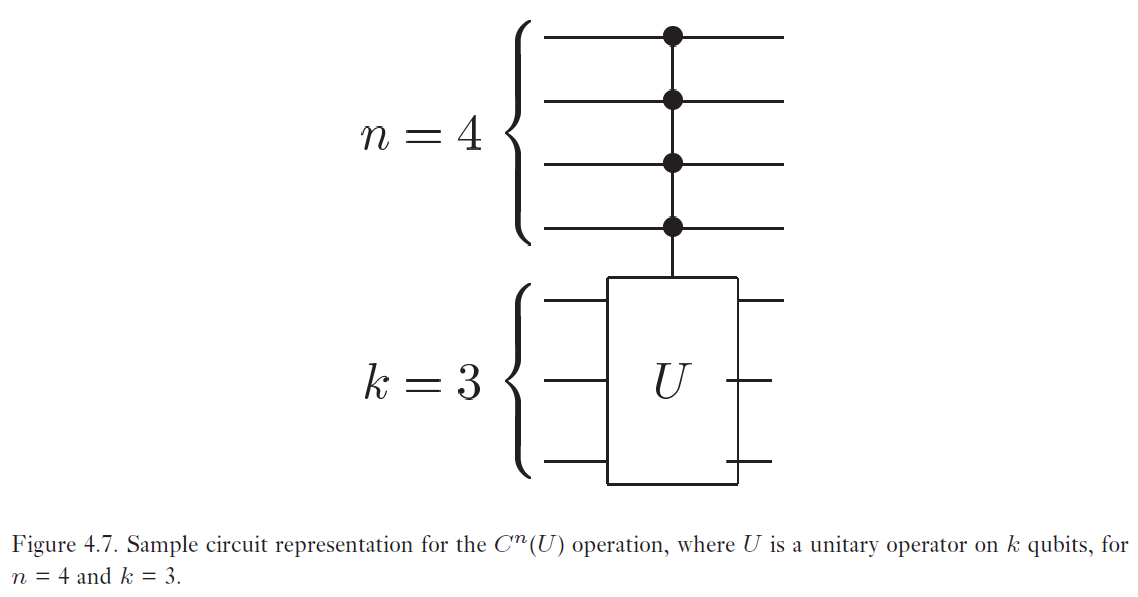 n = 4
k = 3
U
Figure 4.7. Sample circuit representation for the Cⁿ(U) operation, where U is a unitary operator on k qubits, for
n = 4 and k = 3.